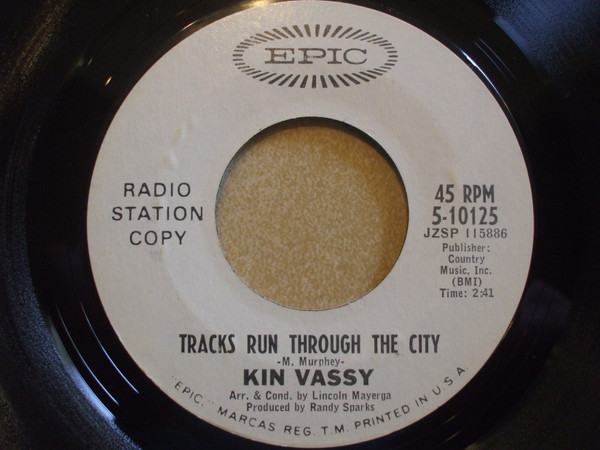 EPIC
RADIO
STATION
COPY
45 RPM
5-10125
JZSP 115886
Publisher:
Country
Music, Inc.
(BMI)
Time: 2:41
TRACKS RUN THROUGH THE CITY
-M. Murphey-
KIN VASSY
Arr. & Cond. by Lincoln Mayerga
Produced by Randy Sparks
"EPIC," MARCAS REG. T.M. PRINTED IN U.S.A.